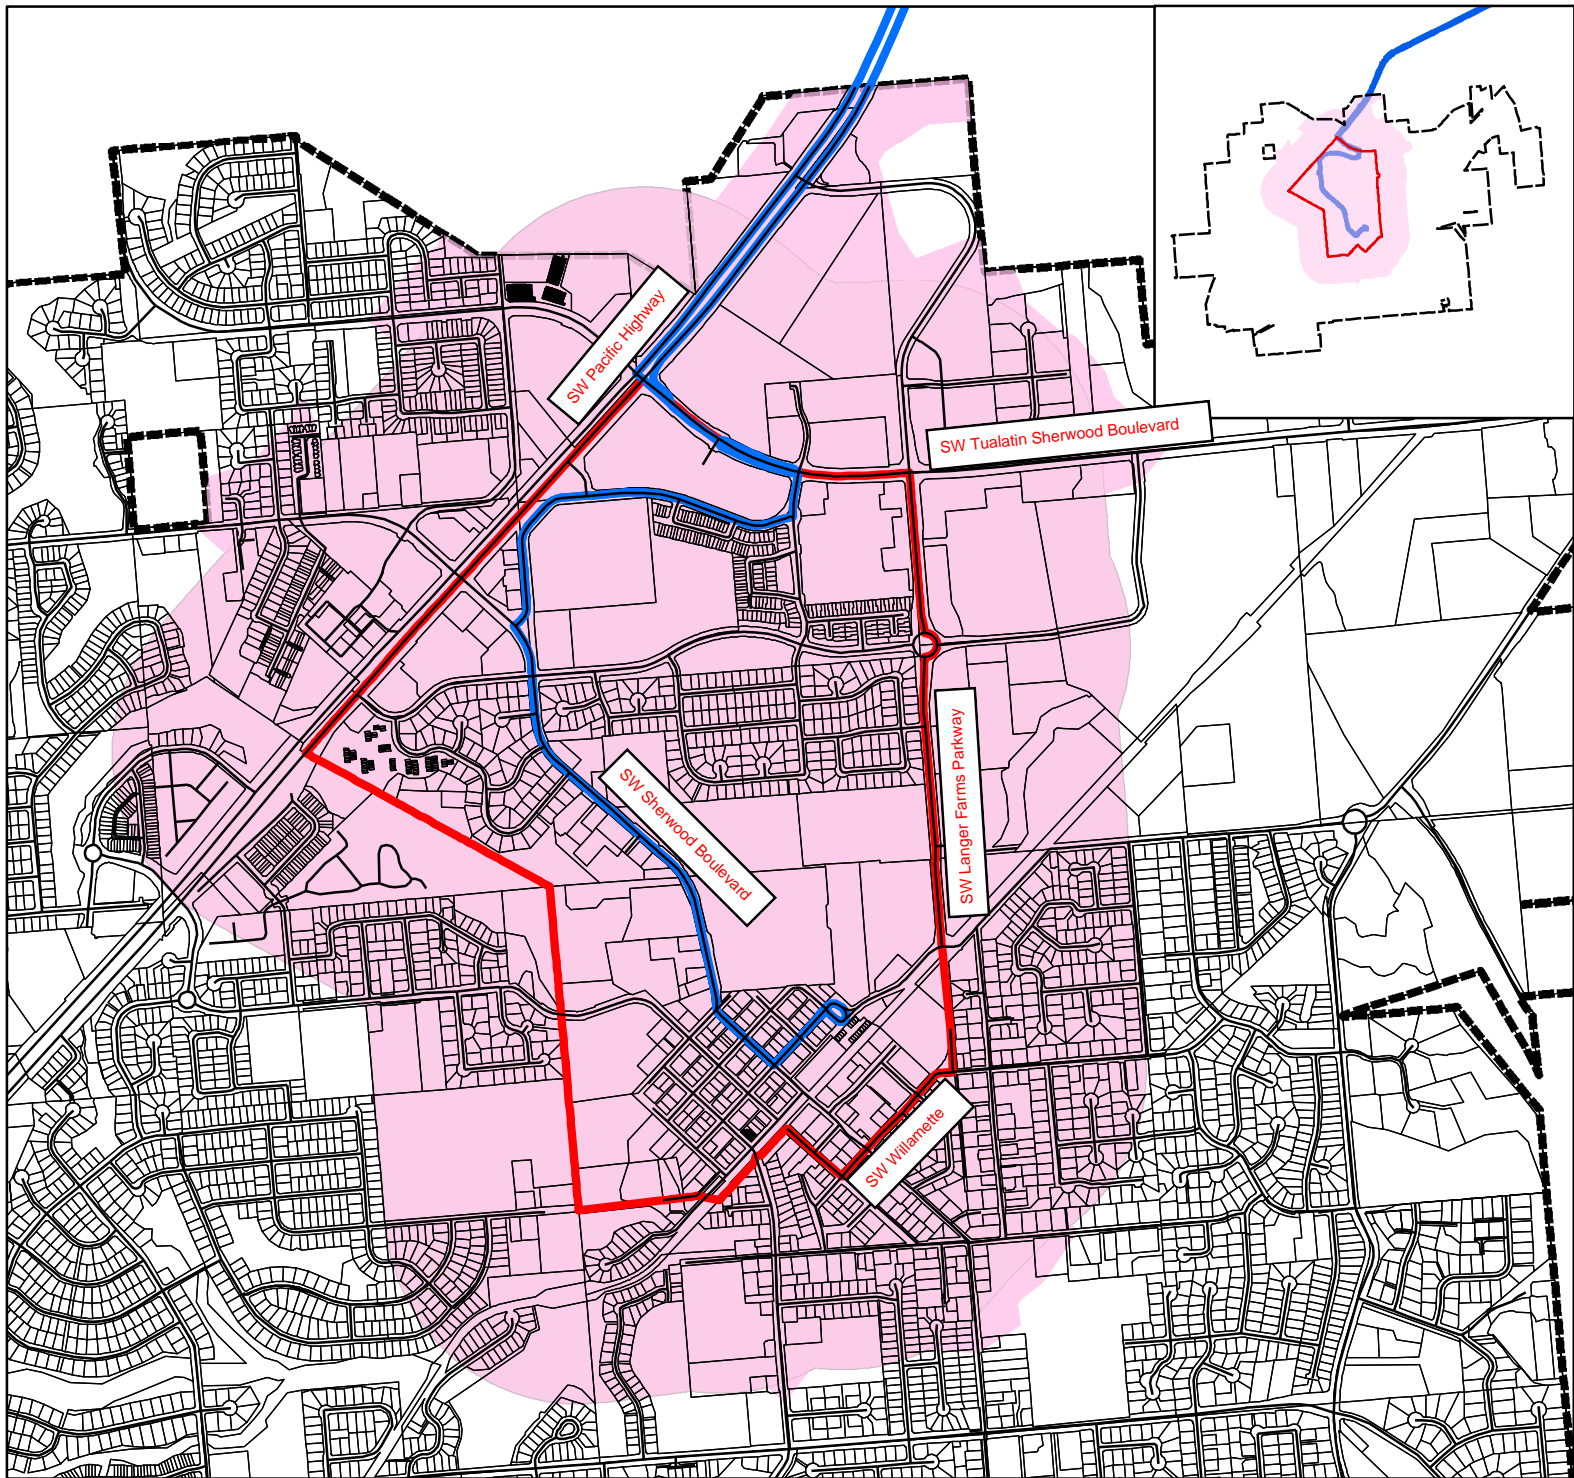 SW Pacific Highway
SW Tualatin Sherwood Boulevard
SW Sherwood Boulevard
SW Langer Farms Parkway
SW Willamette